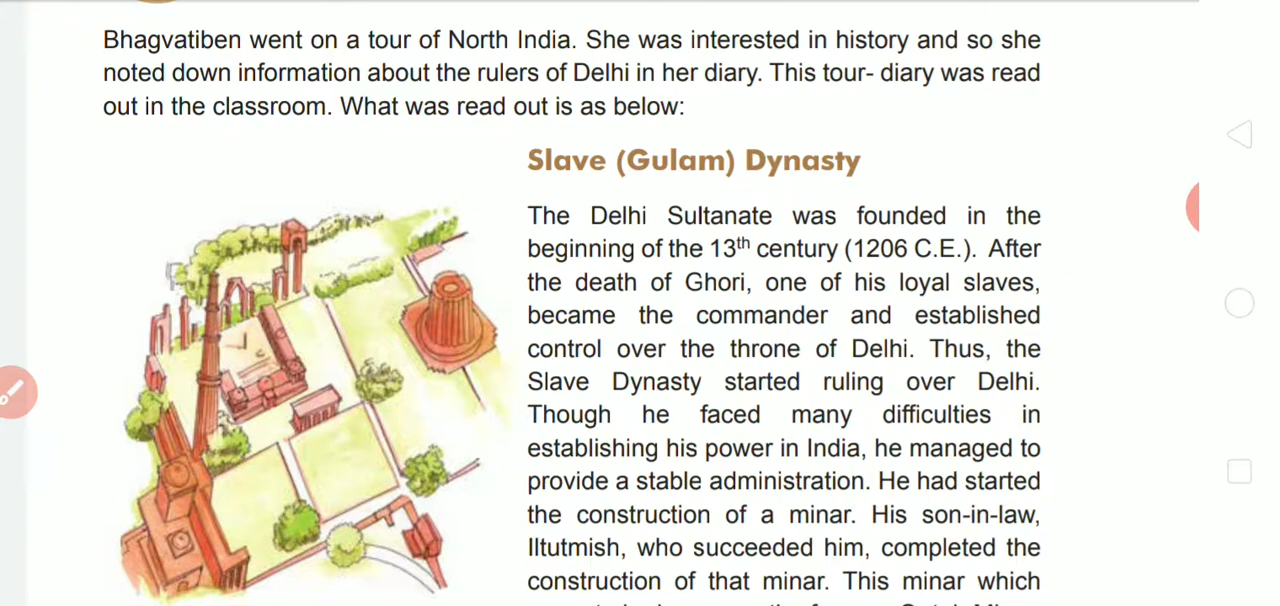 Bhagvatiben went on a tour of North India. She was interested in history and so she
noted down information about the rulers of Delhi in her diary. This tour- diary was read
out in the classroom. What was read out is as below:
Slave (Gulam) Dynasty
The Delhi Sultanate was founded in the
beginning of the 13th century (1206 C.E.). After
the death of Ghori, one of his loyal slaves,
became the commander and established
control over the throne of Delhi. Thus, the
Slave Dynasty started ruling over Delhi.
Though he faced many difficulties in
establishing his power in India, he managed to
provide a stable administration. He had started
the construction of a minar. His son-in-law,
Iltutmish, who succeeded him, completed the
construction of that minar. This minar which